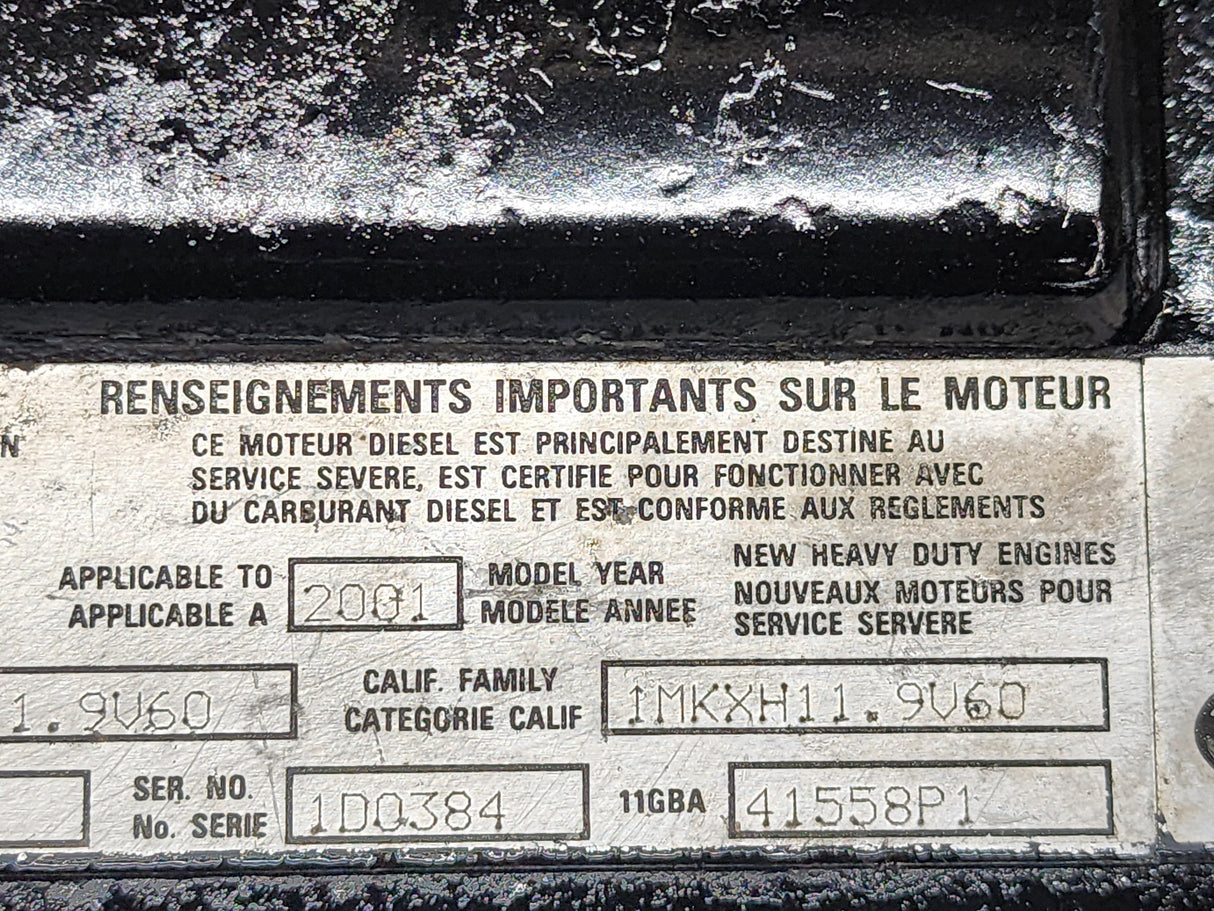 RENSEIGNEMENTS IMPORTANTS SUR LE MOTEUR
N
CE MOTEUR DIESEL EST PRINCIPALEMENT DESTINE AU
SERVICE SEVERE, EST CERTIFIE POUR FONCTIONNER AVEC
DU CARBURANT DIESEL ET EST CONFORME AUX REGLEMENTS
APPLICABLE TO
APPLICABLE A
2001
MODEL YEAR
MODELE ANNEE
NEW HEAVY DUTY ENGINES
NOUVEAUX MOTEURS POUR
SERVICE SERVERE
1.9V60
CALIF. FAMILY
CATEGORIE CALIF
1MKXH11.9V60
SER. NO.
No. SERIE
1D0384
11GBA
41558P1